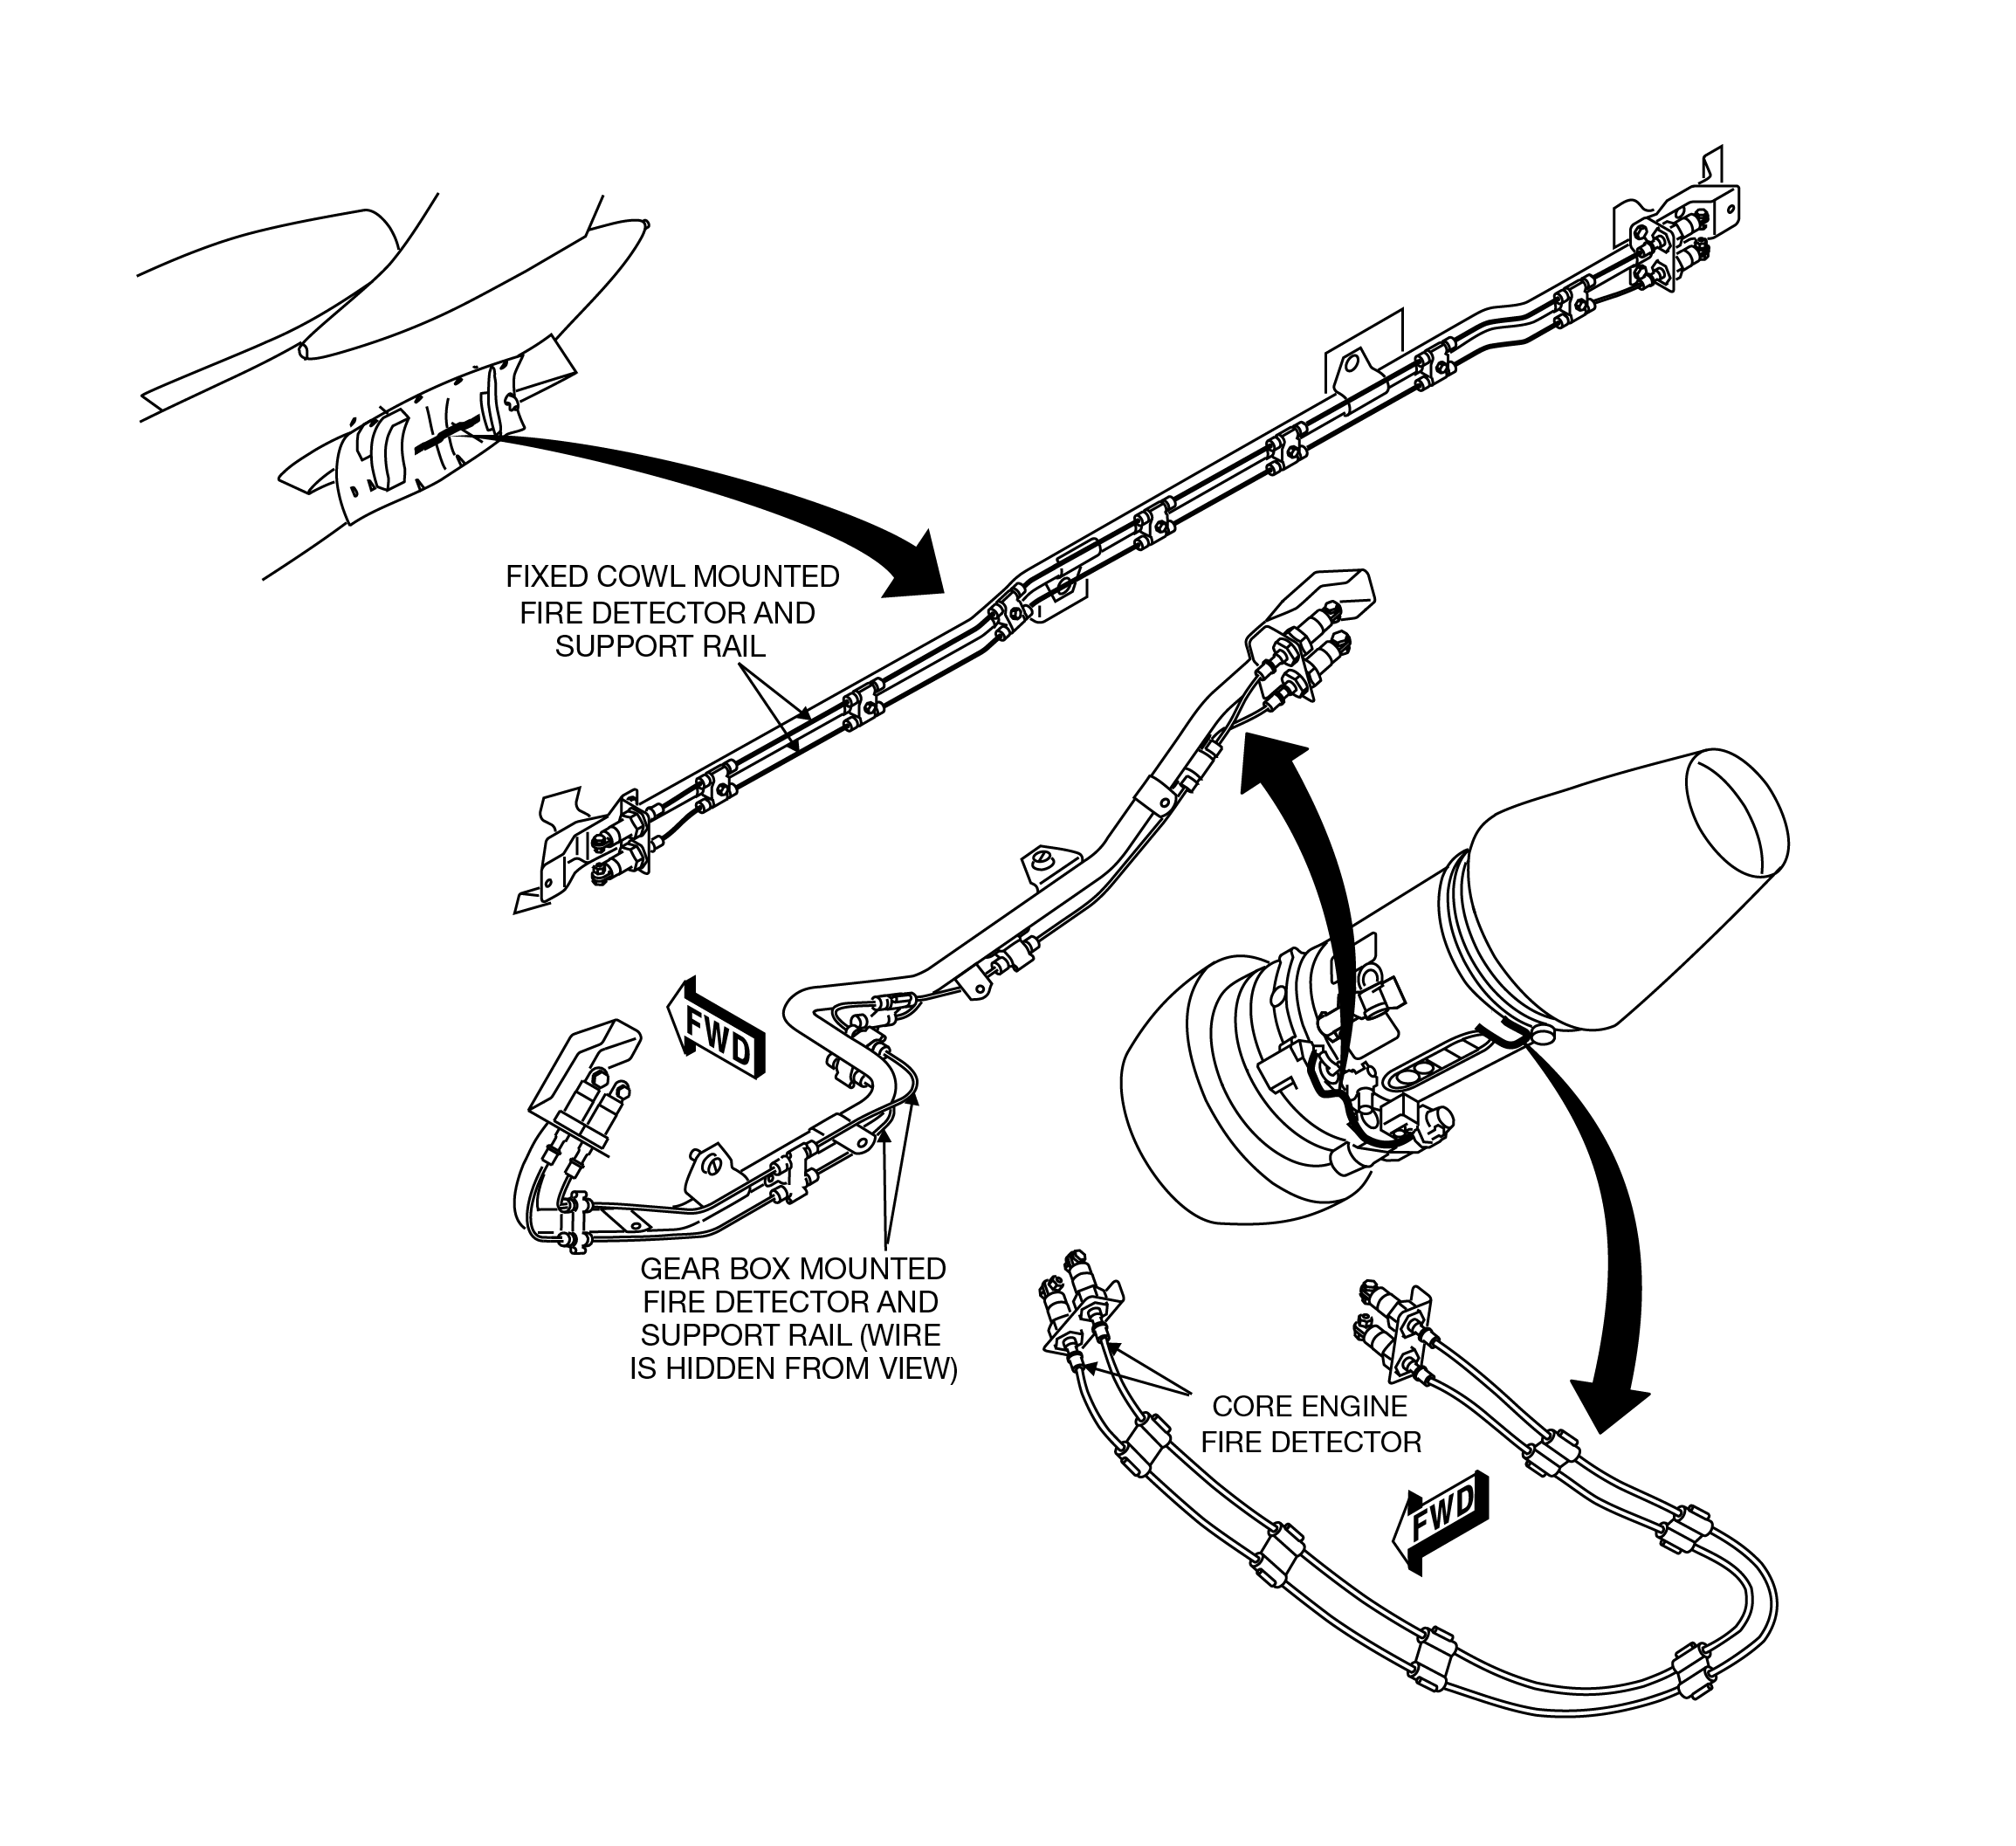 FIXED COWL MOUNTED
FIRE DETECTOR AND
SUPPORT RAIL
FWD
GEAR BOX MOUNTED
FIRE DETECTOR AND
SUPPORT RAIL (WIRE
IS HIDDEN FROM VIEW)
CORE ENGINE
FIRE DETECTOR
FWD